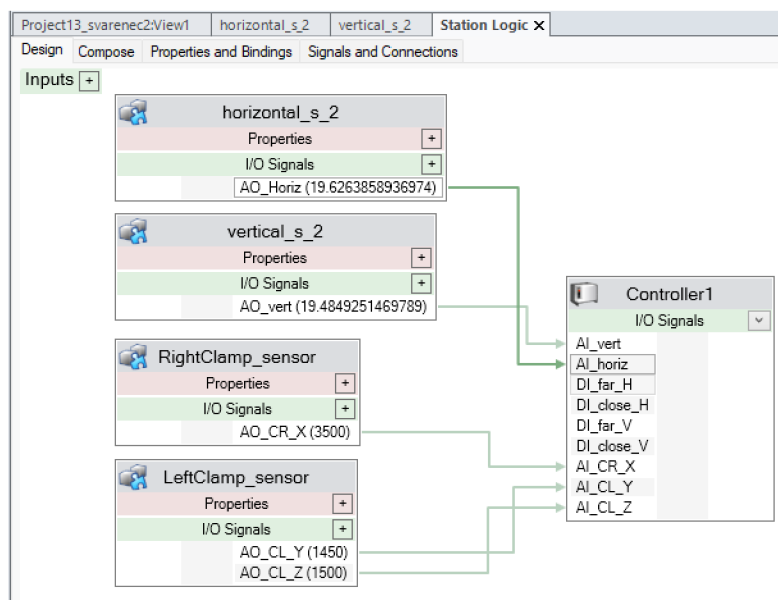 Project13_svarenec2:View1 horizontal_s_2 vertical_s_2 Station Logic X
Design Compose Properties and Bindings Signals and Connections
Inputs +
horizontal_s_2
Properties +
I/O Signals +
AO_Horiz (19.6263858936974)
vertical_s_2
Properties +
I/O Signals +
AO_vert (19.4849251469789)
RightClamp_sensor
Properties +
I/O Signals +
AO_CR_X (3500)
LeftClamp_sensor
Properties +
I/O Signals +
AO_CL_Y (1450)
AO_CL_Z (1500)
Controller1
I/O Signals
AI_vert
AI_horiz
DI_far_H
DI_close_H
DI_far_V
DI_close_V
AI_CR_X
AI_CL_Y
AI_CL_Z